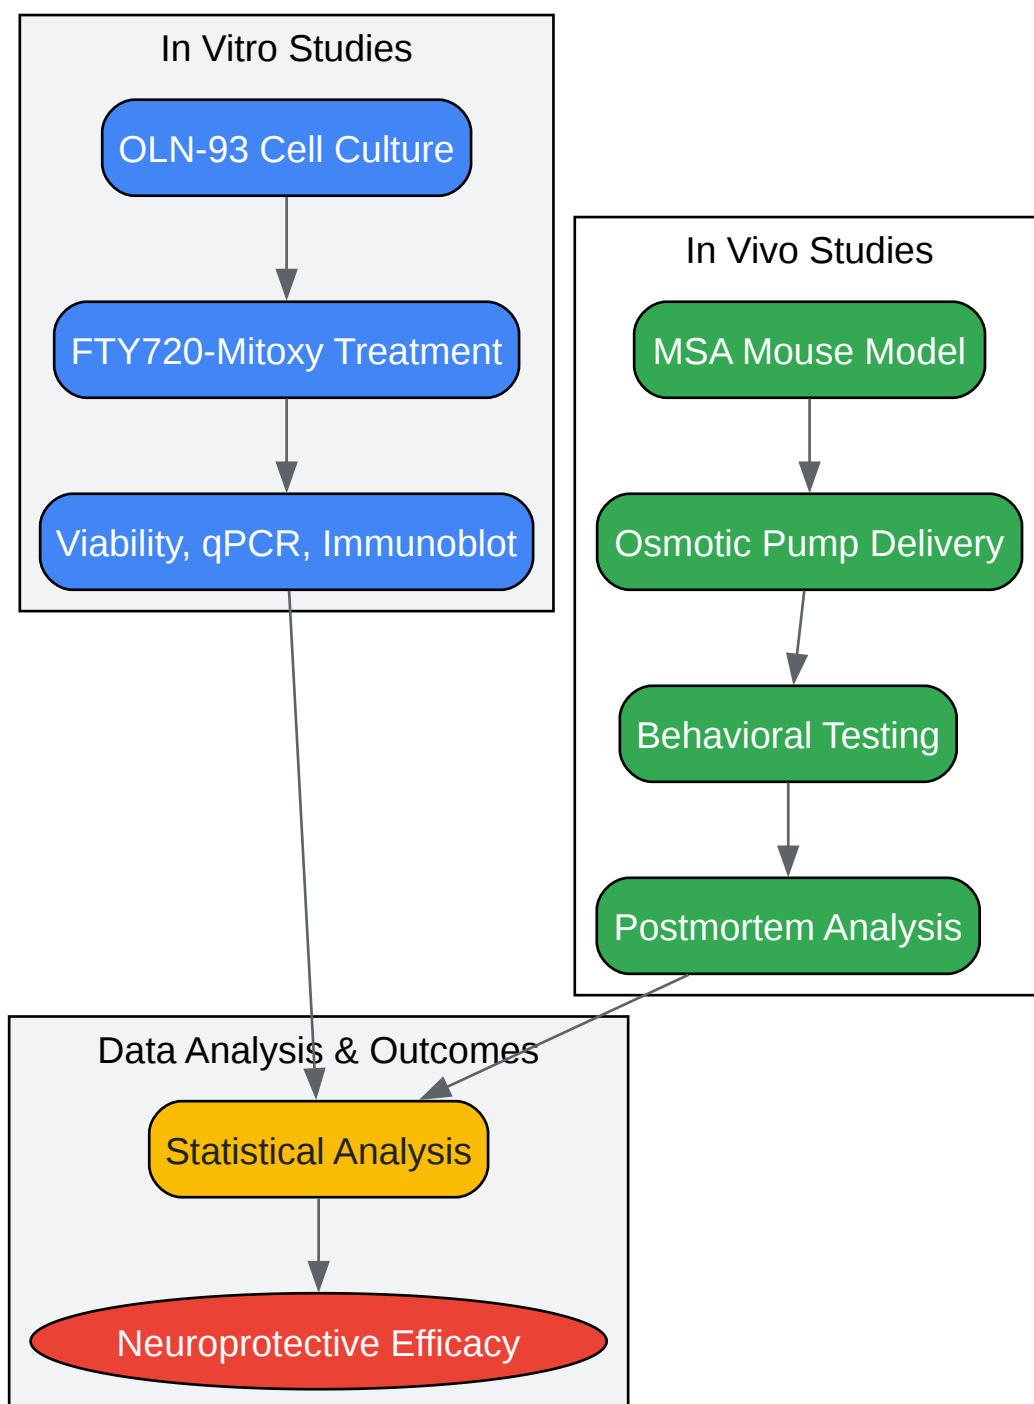 In Vitro Studies
OLN-93 Cell Culture
FTY720-Mitoxy Treatment
Viability, qPCR, Immunoblot
In Vivo Studies
MSA Mouse Model
Osmotic Pump Delivery
Behavioral Testing
Postmortem Analysis
Data Analysis & Outcomes
Statistical Analysis
Neuroprotective Efficacy